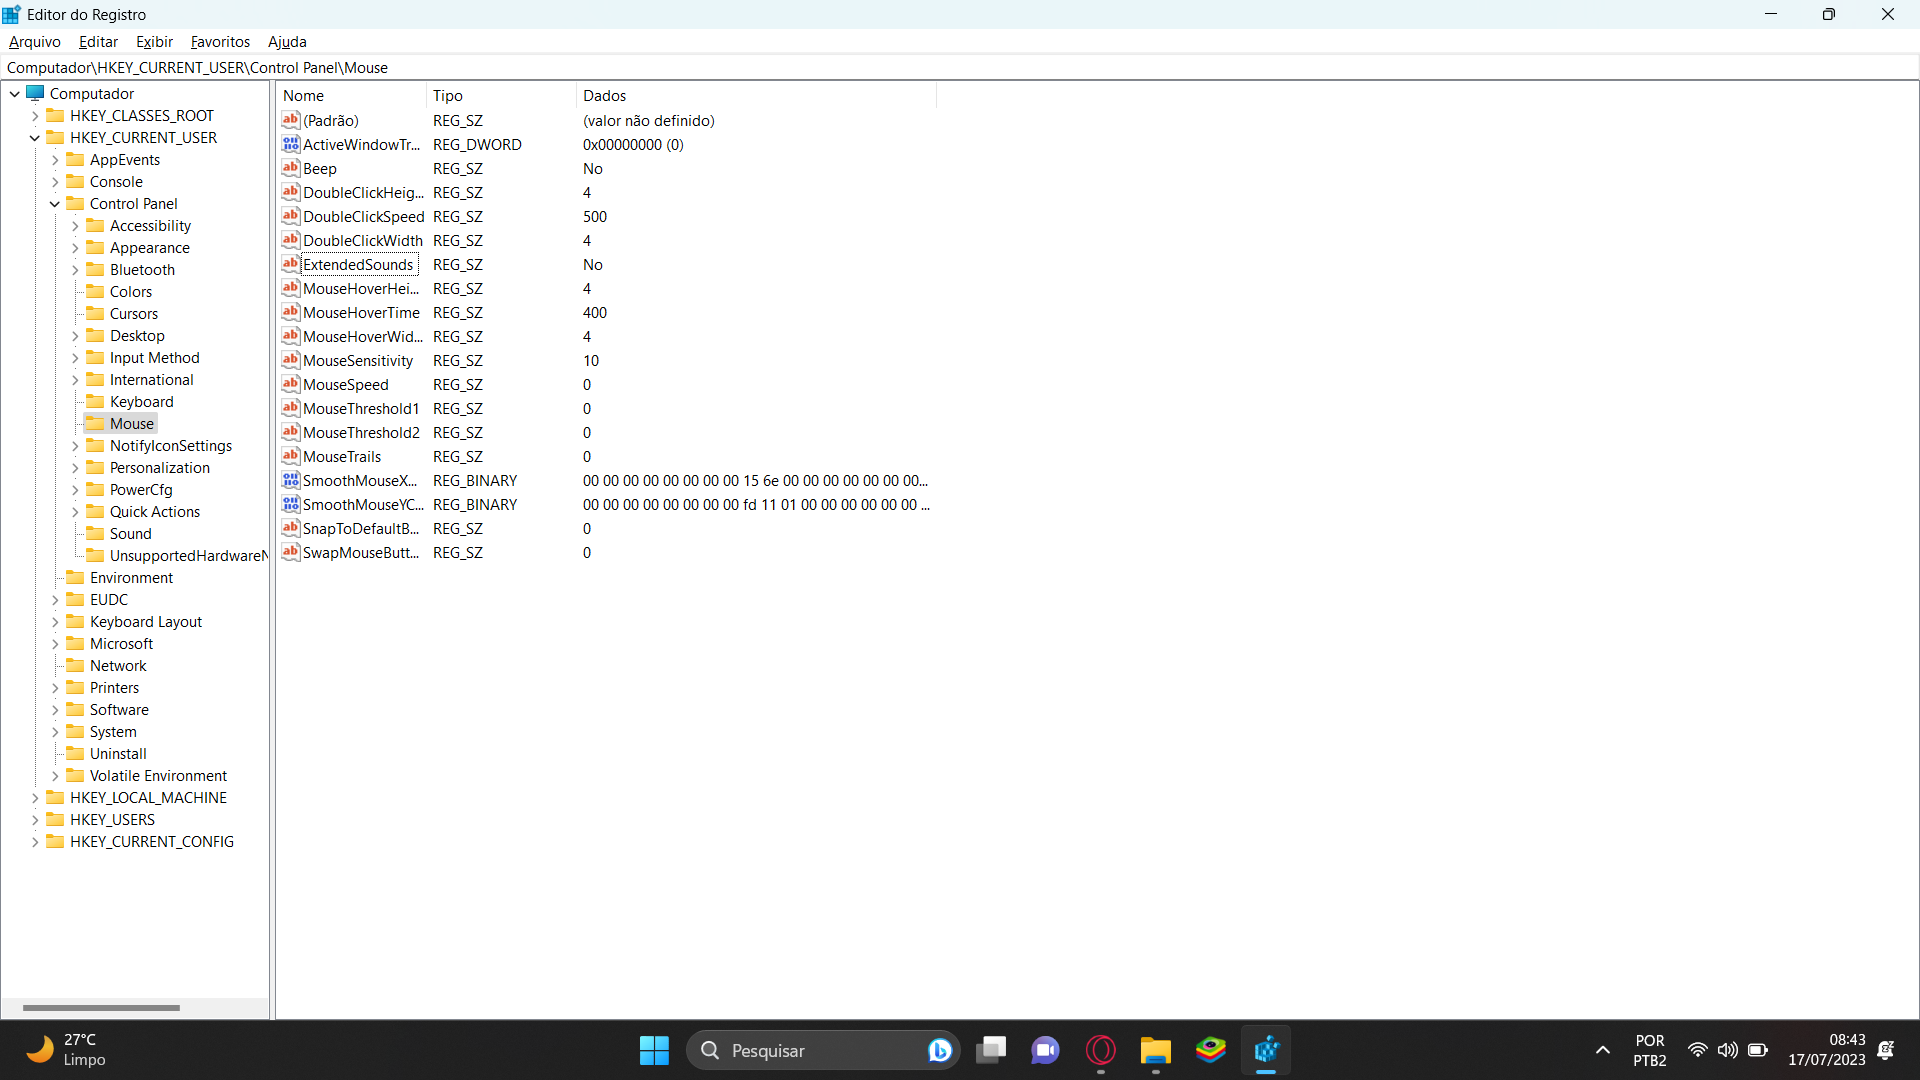 Editor do Registro
Arquivo Editar Exibir Favoritos Ajuda
Computador\HKEY_CURRENT_USER\Control Panel\Mouse
Computador
HKEY_CLASSES_ROOT
HKEY_CURRENT_USER
AppEvents
Console
Control Panel
Accessibility
Appearance
Bluetooth
Colors
Cursors
Desktop
Input Method
International
Keyboard
Mouse
NotifyIconSettings
Personalization
PowerCfg
Quick Actions
Sound
UnsupportedHardwareN
Environment
EUDC
Keyboard Layout
Microsoft
Network
Printers
Software
System
Uninstall
Volatile Environment
HKEY_LOCAL_MACHINE
HKEY_USERS
HKEY_CURRENT_CONFIG
Nome Tipo Dados
(Padrão) REG_SZ (valor não definido)
ActiveWindowTr... REG_DWORD 0x00000000 (0)
Beep REG_SZ No
DoubleClickHeig... REG_SZ 4
DoubleClickSpeed REG_SZ 500
DoubleClickWidth REG_SZ 4
ExtendedSounds REG_SZ No
MouseHoverHei... REG_SZ 4
MouseHoverTime REG_SZ 400
MouseHoverWid... REG_SZ 4
MouseSensitivity REG_SZ 10
MouseSpeed REG_SZ 0
MouseThreshold1 REG_SZ 0
MouseThreshold2 REG_SZ 0
MouseTrails REG_SZ 0
SmoothMouseX... REG_BINARY 00 00 00 00 00 00 00 00 15 6e 00 00 00 00 00 00 00...
SmoothMouseYC... REG_BINARY 00 00 00 00 00 00 00 00 fd 11 01 00 00 00 00 00 00 ...
SnapToDefaultB... REG_SZ 0
SwapMouseButt... REG_SZ 0
27°C
Limpo
Pesquisar
POR
PTB2
08:43
17/07/2023